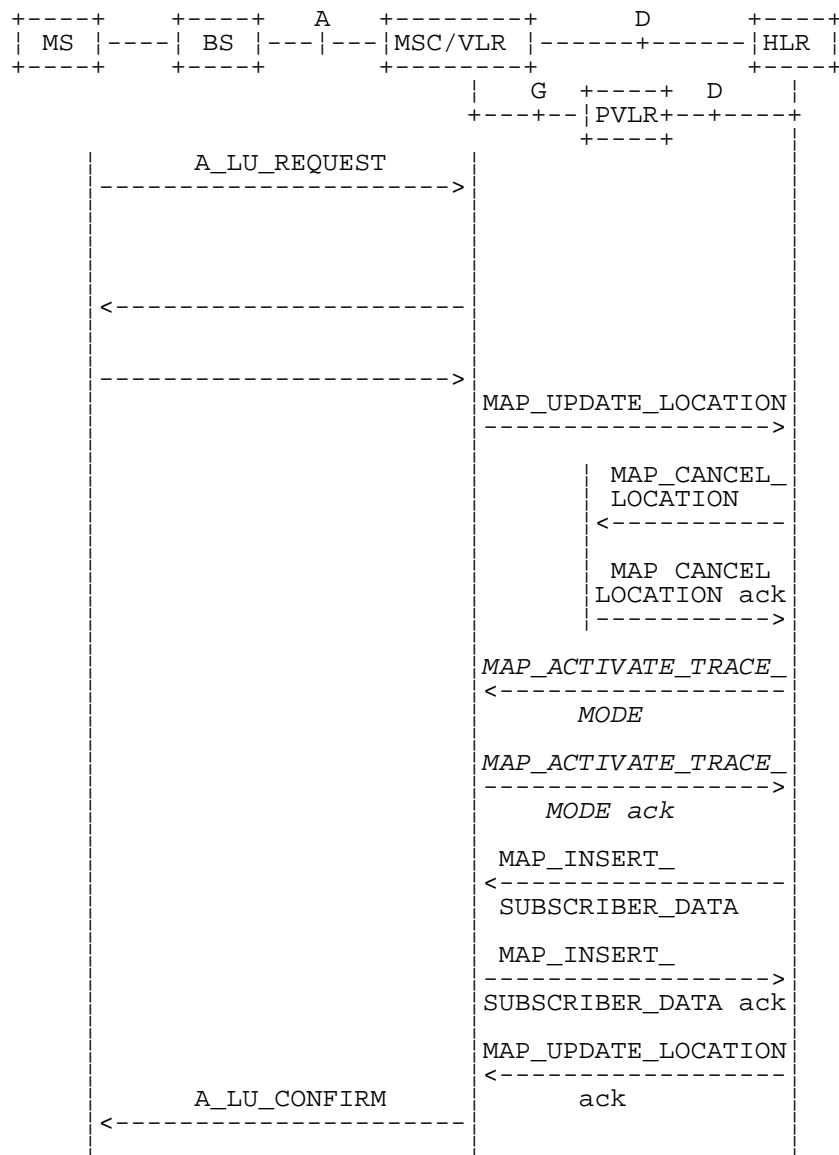 A D
MS BS MSC/VLR HLR
G D
PVLR
A_LU_REQUEST
MAP_UPDATE_LOCATION
MAP_CANCEL_
LOCATION
MAP CANCEL
LOCATION ack
MAP_ACTIVATE_TRACE_
MODE
MAP_ACTIVATE_TRACE_
MODE ack
MAP_INSERT_
SUBSCRIBER_DATA
MAP_INSERT_
SUBSCRIBER_DATA ack
MAP_UPDATE_LOCATION
A_LU_CONFIRM ack